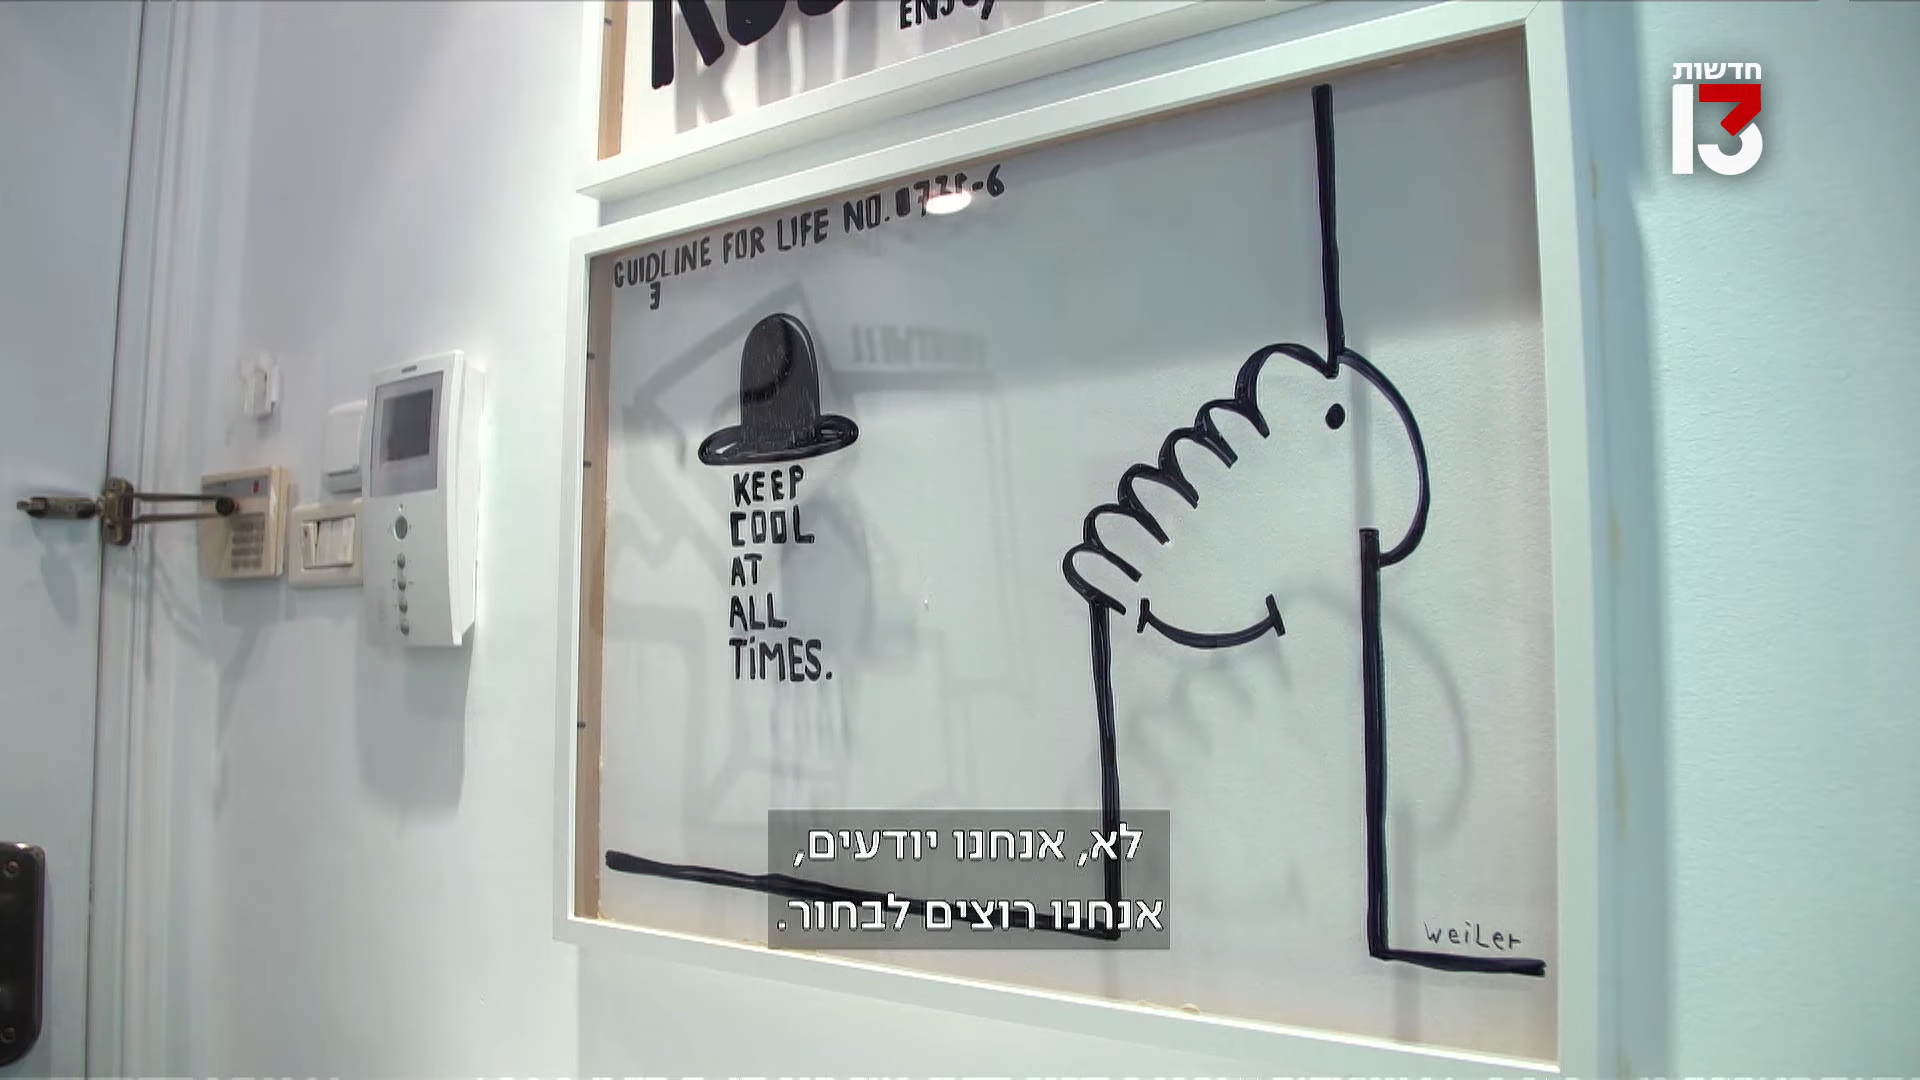 ENJOY
חדשות
13
GUIDLINE FOR LIFE NO.
E
KEEP
COOL
AT
ALL
TIMES.
לא, אנחנו יודעים,
אנחנו רוצים לבחור.
weiler